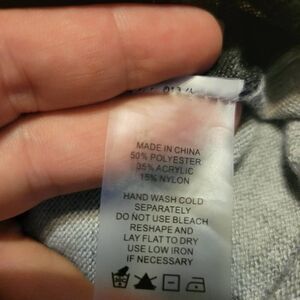 MADE IN CHINA
50% POLYESTER
35% ACRYLIC
15% NYLON
HAND WASH COLD
SEPARATELY
DO NOT USE BLEACH
RESHAPE AND
LAY FLAT TO DRY
USE LOW IRON
IF NECESSARY